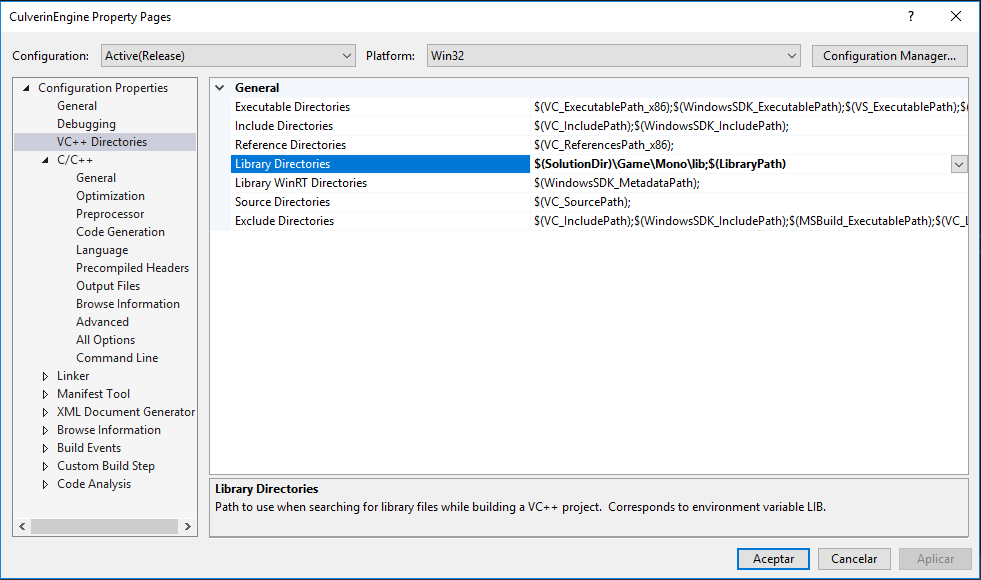 CulverinEngine Property Pages
?
Configuration: Active(Release) Platform: Win32 Configuration Manager...
Configuration Properties
General
Debugging
VC++ Directories
C/C++
General
Optimization
Preprocessor
Code Generation
Language
Precompiled Headers
Output Files
Browse Information
Advanced
All Options
Command Line
Linker
Manifest Tool
XML Document Generator
Browse Information
Build Events
Custom Build Step
Code Analysis
General
Executable Directories $(VC_ExecutablePath_x86);$(WindowsSDK_ExecutablePath);$(VS_ExecutablePath);$(
Include Directories $(VC_IncludePath);$(WindowsSDK_IncludePath);
Reference Directories $(VC_ReferencesPath_x86);
Library Directories $(SolutionDir)\Game\Mono\lib;$(LibraryPath)
Library WinRT Directories $(WindowsSDK_MetadataPath);
Source Directories $(VC_SourcePath);
Exclude Directories $(VC_IncludePath);$(WindowsSDK_IncludePath);$(MSBuild_ExecutablePath);$(VC_L
Library Directories
Path to use when searching for library files while building a VC++ project. Corresponds to environment variable LIB.
Aceptar Cancelar Aplicar